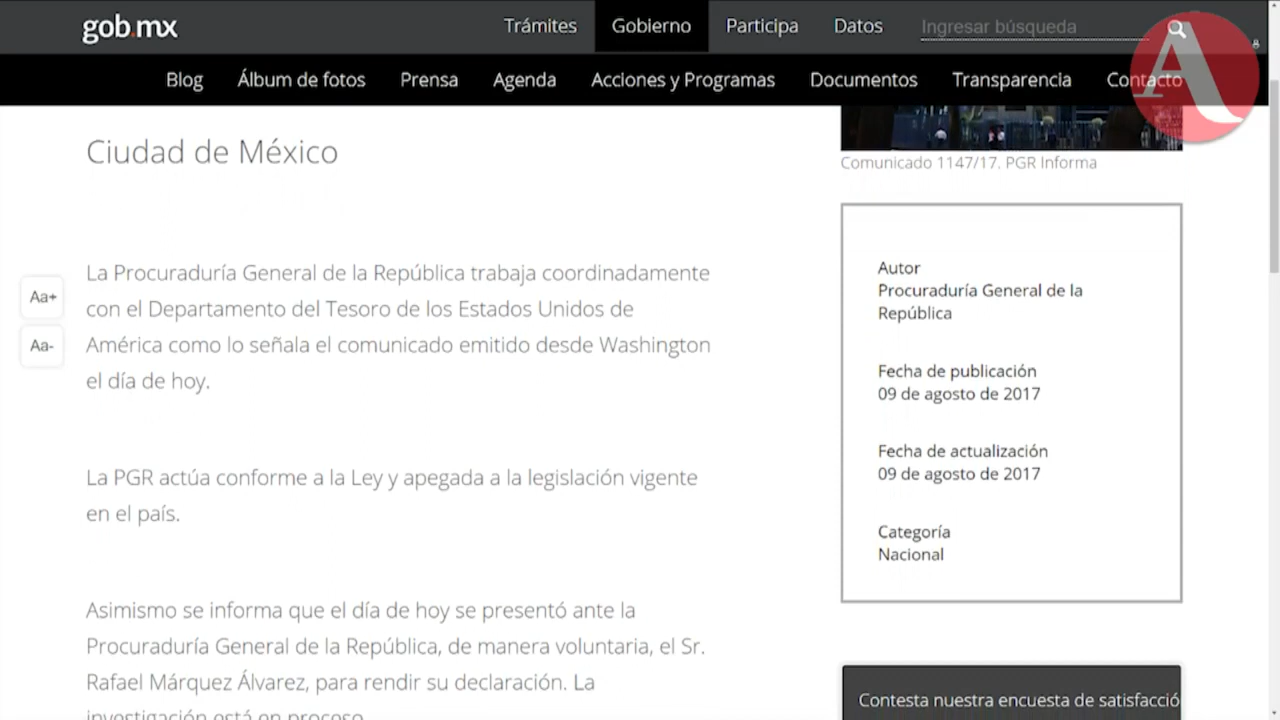 gob.mx
Trámites Gobierno Participa Datos Ingresar búsqueda
Blog Álbum de fotos Prensa Agenda Acciones y Programas Documentos Transparencia Contacto
A
Ciudad de México
La Procuraduría General de la República trabaja coordinadamente
con el Departamento del Tesoro de los Estados Unidos de
América como lo señala el comunicado emitido desde Washington
el día de hoy.
La PGR actúa conforme a la Ley y apegada a la legislación vigente
en el país.
Asimismo se informa que el día de hoy se presentó ante la
Procuraduría General de la República, de manera voluntaria, el Sr.
Rafael Márquez Álvarez, para rendir su declaración. La
investigación está en proceso.
Aa+
Aa-
Comunicado 1147/17. PGR Informa
Autor
Procuraduría General de la
República
Fecha de publicación
09 de agosto de 2017
Fecha de actualización
09 de agosto de 2017
Categoría
Nacional
Contesta nuestra encuesta de satisfacció